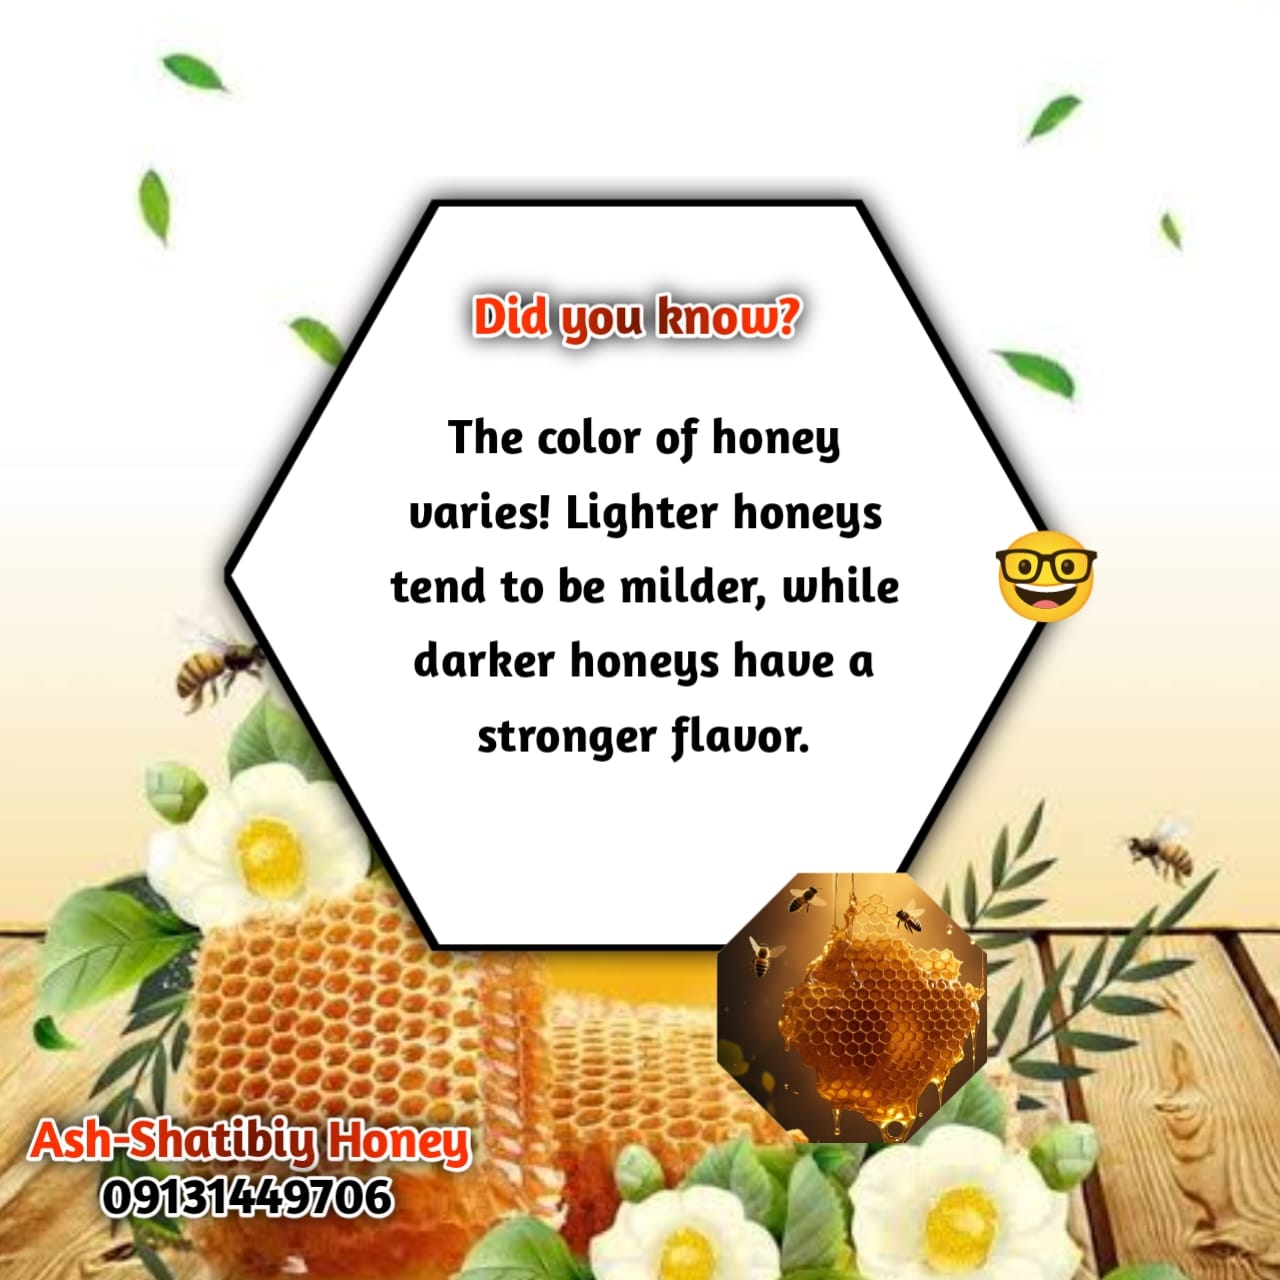 Did you know?
The color of honey
varies! Lighter honeys
tend to be milder, while
darker honeys have a
stronger flavor.
Ash-Shatibiy Honey
09131449706